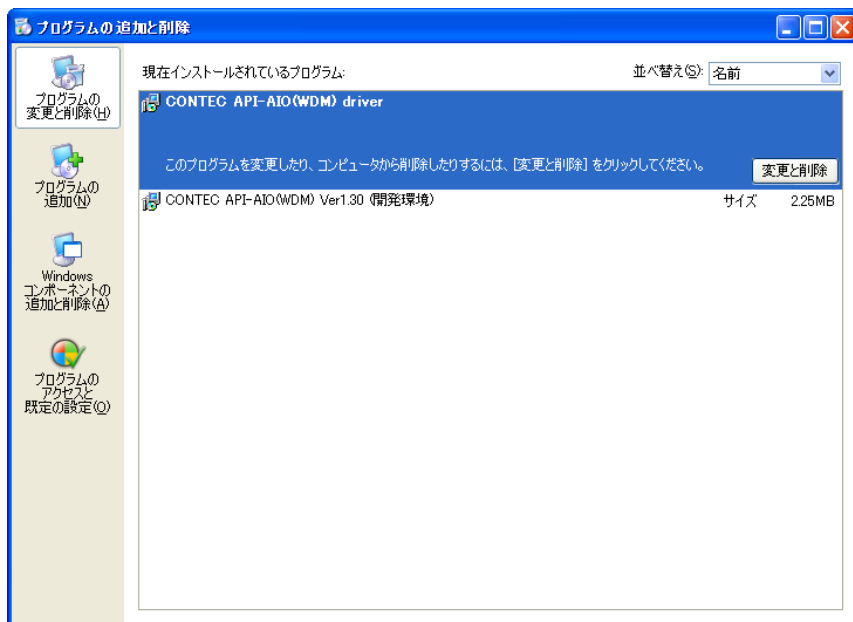 プログラムの追加と削除
プログラムの
変更と削除(H)
プログラムの
追加(N)
Windows
コンポーネントの
追加と削除(A)
プログラムの
アクセスと
既定の設定(O)
現在インストールされているプログラム:
並べ替え(S):
名前
CONTEC API-AIO(WDM) driver
このプログラムを変更したり、コンピュータから削除したりするには、[変更と削除] をクリックしてください。
変更と削除
CONTEC API-AIO(WDM) Ver1.30 (開発環境)
サイズ
2.25MB